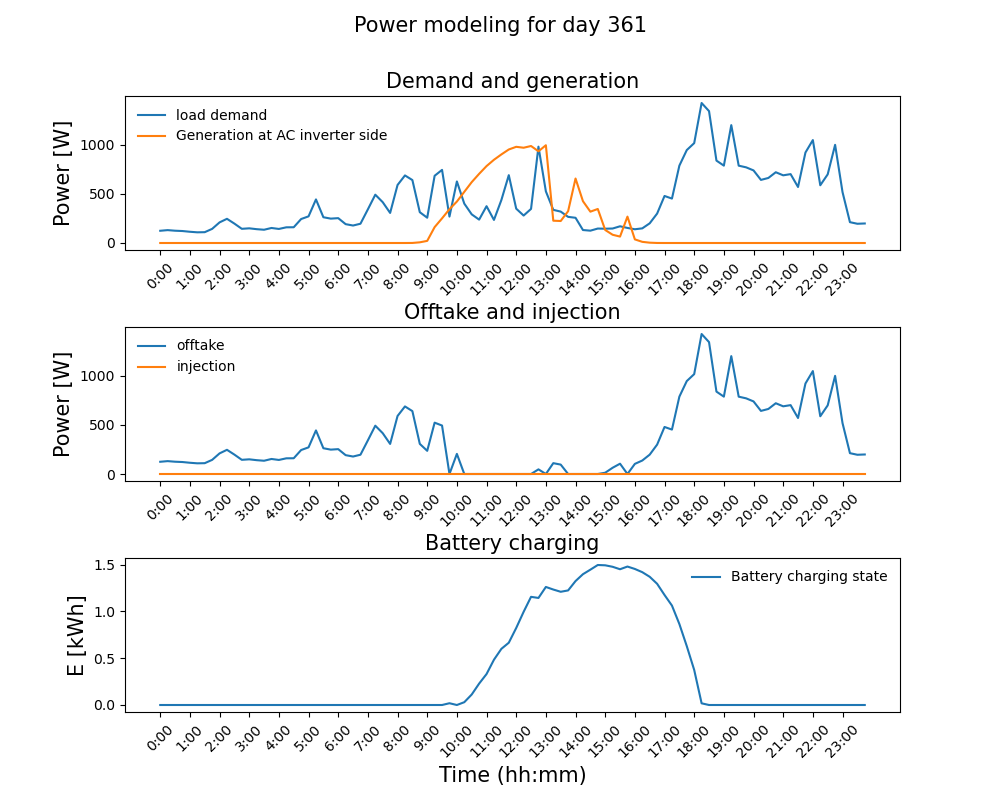 Power modeling for day 361
Demand and generation
Power [W]
1000
500
0
load demand
Generation at AC inverter side
0:00 1:00 2:00 3:00 4:00 5:00 6:00 7:00 8:00 9:00 10:00 11:00 12:00 13:00 14:00 15:00 16:00 17:00 18:00 19:00 20:00 21:00 22:00 23:00
Offtake and injection
Power [W]
1000
500
0
offtake
injection
0:00 1:00 2:00 3:00 4:00 5:00 6:00 7:00 8:00 9:00 10:00 11:00 12:00 13:00 14:00 15:00 16:00 17:00 18:00 19:00 20:00 21:00 22:00 23:00
Battery charging
E [kWh]
1.5
1.0
0.5
0.0
Battery charging state
0:00 1:00 2:00 3:00 4:00 5:00 6:00 7:00 8:00 9:00 10:00 11:00 12:00 13:00 14:00 15:00 16:00 17:00 18:00 19:00 20:00 21:00 22:00 23:00
Time (hh:mm)